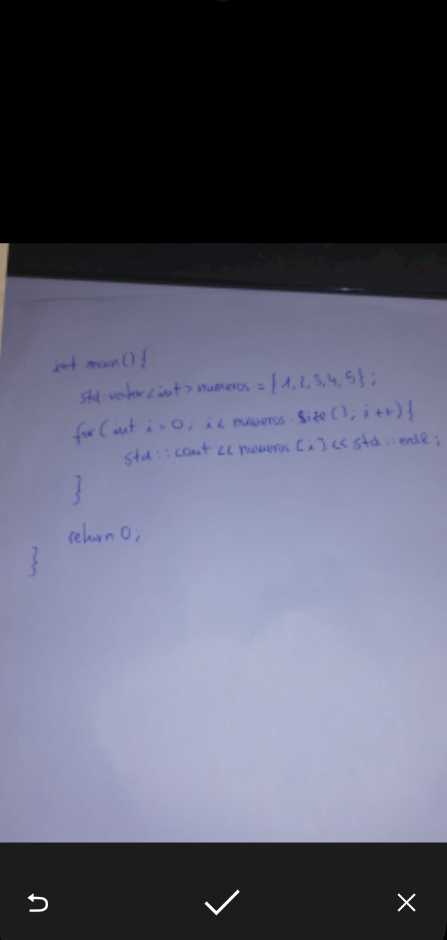 int main(){
std::vector<int> numeros = {1,2,3,4,5};
for(int i=0; i< numeros.size(); i++){
std::cout << numeros[i] << std::endl;
}
return 0;
}